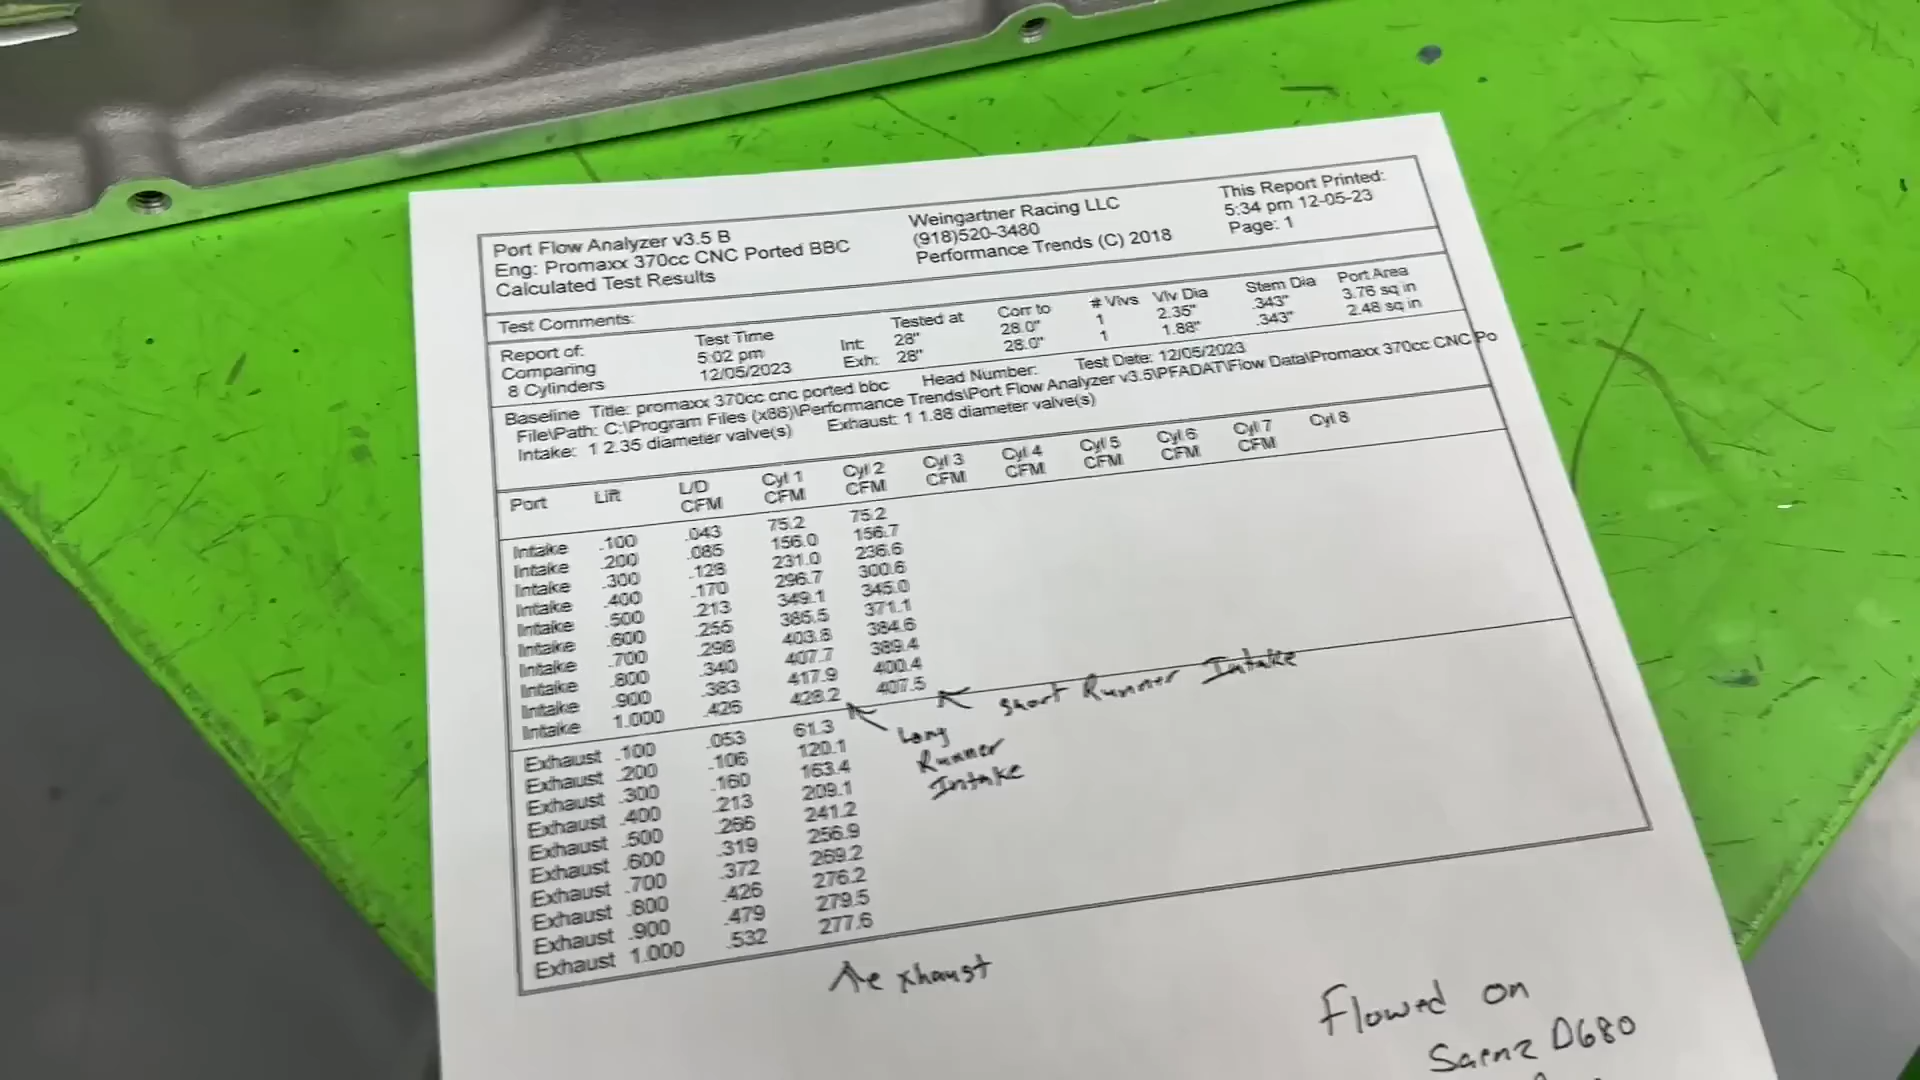 Port Flow Analyzer v3.5 B
Eng: Promaxx 370cc CNC Ported BBC
Calculated Test Results
Weingartner Racing LLC
(918)520-3480
Performance Trends (C) 2018
This Report Printed:
5:34 pm 12-05-23
Page: 1
Test Comments:
Report of: Test Time Tested at Corr to # Vlvs Vlv Dia Stem Dia Port Area
Comparing 5:02 pm Int: 28" 28.0" 1 2.35" .343" 3.76 sq in
8 Cylinders 12/05/2023 Exh: 28" 28.0" 1 1.88" .343" 2.48 sq in
Baseline Title: promaxx 370cc cnc ported bbc Head Number: Test Date: 12/05/2023
File\Path: C:\Program Files (x86)\Performance Trends\Port Flow Analyzer v3.5\PFADAT\Flow Data\Promaxx 370cc CNC Po
Intake: 1 2.35 diameter valve(s) Exhaust: 1 1.88 diameter valve(s)
Port Lift L/D Cyl 1 Cyl 2 Cyl 3 Cyl 4 Cyl 5 Cyl 6 Cyl 7 Cyl 8
CFM CFM CFM CFM CFM CFM CFM CFM
Intake .100 .043 75.2 75.2
Intake .200 .085 156.0 156.7
Intake .300 .128 231.0 236.6
Intake .400 .170 296.7 300.6
Intake .500 .213 349.1 345.0
Intake .600 .255 385.5 371.1
Intake .700 .298 403.8 384.6
Intake .800 .340 407.7 389.4
Intake .900 .383 417.9 400.4
Intake 1.000 .426 428.2 407.5
Short Runner Intake
Long
Runner
Intake
Exhaust .100 .053 61.3
Exhaust .200 .106 120.1
Exhaust .300 .160 163.4
Exhaust .400 .213 209.1
Exhaust .500 .266 241.2
Exhaust .600 .319 256.9
Exhaust .700 .372 269.2
Exhaust .800 .426 276.2
Exhaust .900 .479 279.5
Exhaust 1.000 .532 277.6
exhaust
Flowed on
Saenz D680